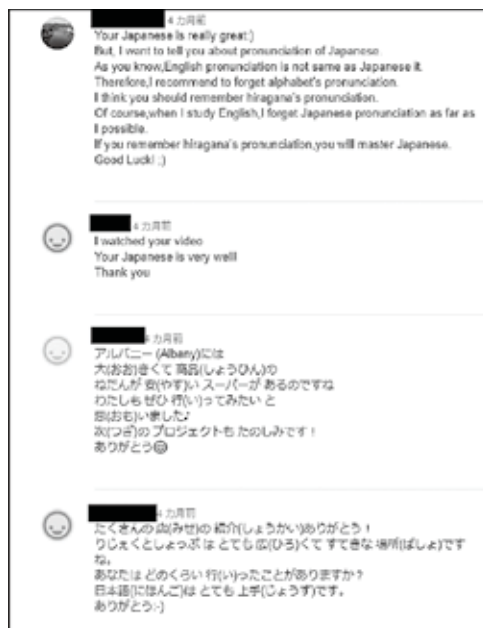 4 カ月前
Your Japanese is really great:)
But, I want to tell you about pronunciation of Japanese.
As you know,English pronunciation is not same as Japanese it.
Therefore,I recommend to forget alphabet's pronunciation.
I think you should remember hiragana's pronunciation.
Of course,when I study English,I forget Japanese pronunciation as far as
I possible.
If you remember hiragana's pronunciation,you will master Japanese.
Good Luck! ;)
4 カ月前
I watched your video
Your Japanese is very well!
Thank you
4 カ月前
アルバニー (Albany)には
大(おお)きくて 商品(しょうひん)の
ねだんが 安(やす)い スーパーが あるのですね
わたしも ぜひ 行(い)ってみたい と
思(おも)いました♪
次(つぎ)の プロジェクトも たのしみです！
ありがとう😄
4 カ月前
たくさんの 店(みせ)の 紹介(しょうかい)ありがとう！
りじぇくとしょっぷ は とても 広(ひろ)くて すてきな 場所(ばしょ)です
ね。
あなたは どのくらい 行(い)ったことがありますか？
日本語(にほんご)は とても 上手(じょうず)です。
ありがとう:-)